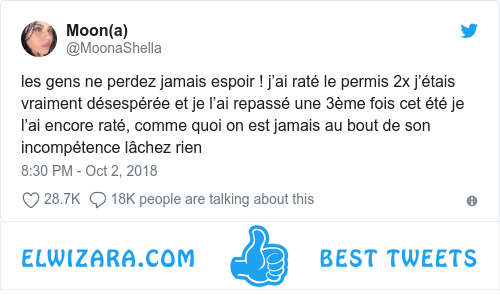 Moon(a)
@MoonaShella
les gens ne perdez jamais espoir ! j’ai raté le permis 2x j’étais
vraiment désespérée et je l’ai repassé une 3ème fois cet été je
l’ai encore raté, comme quoi on est jamais au bout de son
incompétence lâchez rien
8:30 PM - Oct 2, 2018
28.7K 18K people are talking about this
ELWIZARA.COM BEST TWEETS